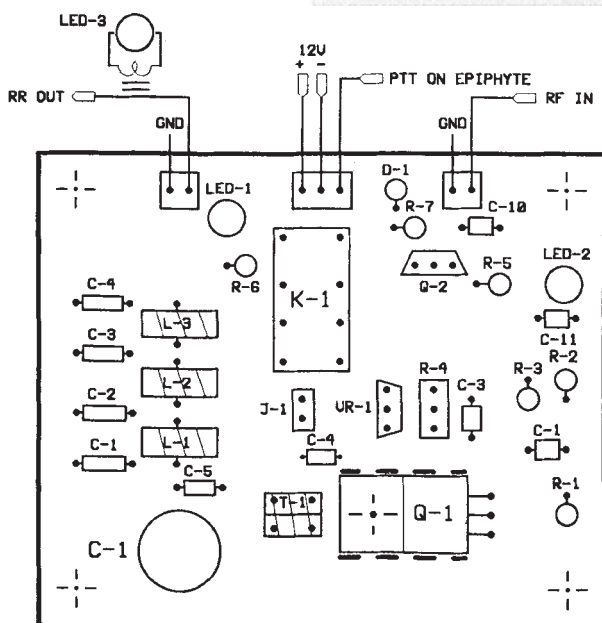 LED-3
12V
+ -
PTT ON EPIPHYTE
RR OUT
RF IN
GND
GND
D-1
LED-1
R-7
C-10
R-6
K-1
Q-2
R-5
LED-2
C-4
L-3
C-3
C-11
R-2
R-3
R-4
C-3
L-2
C-2
J-1
VR-1
C-1
L-1
C-1
C-4
C-5
R-1
T-1
Q-1
C-1